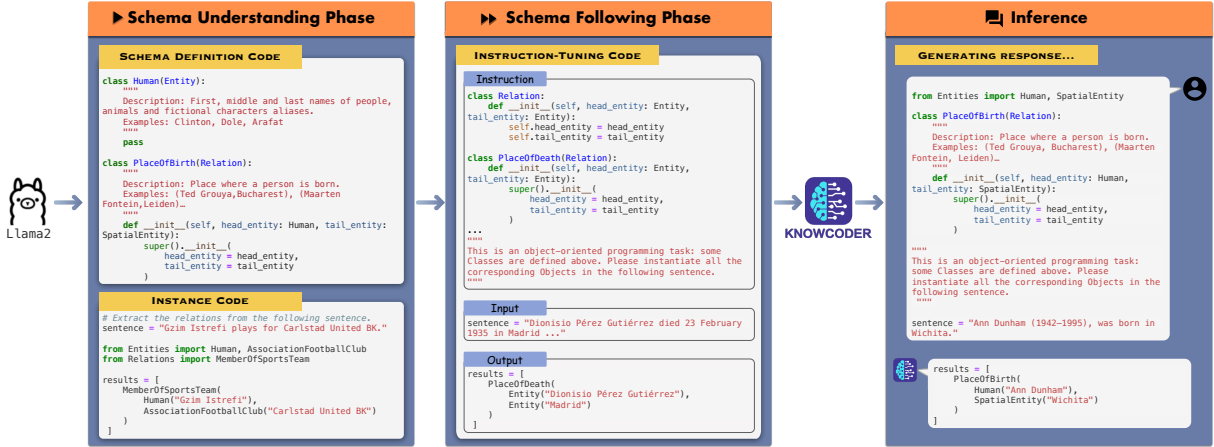 Schema Understanding Phase
SCHEMA DEFINITION CODE
class Human(Entity):
"""
Description: First, middle and last names of people,
animals and fictional characters aliases.
Examples: Clinton, Dole, Arafat
"""
pass
class PlaceOfBirth(Relation):
"""
Description: Place where a person is born.
Examples: (Ted Grouya,Bucharest), (Maarten
Fontein,Leiden)…
"""
def __init__(self, head_entity: Human, tail_entity:
SpatialEntity):
super().__init__(
head_entity = head_entity,
tail_entity = tail_entity
)
INSTANCE CODE
# Extract the relations from the following sentence.
sentence = "Gzim Istrefi plays for Carlstad United BK."
from Entities import Human, AssociationFootballClub
from Relations import MemberOfSportsTeam
results = [
MemberOfSportsTeam(
Human("Gzim Istrefi"),
AssociationFootballClub("Carlstad United BK")
)
]
Llama2
Schema Following Phase
INSTRUCTION-TUNING CODE
Instruction
class Relation:
def __init__(self, head_entity: Entity,
tail_entity: Entity):
self.head_entity = head_entity
self.tail_entity = tail_entity
class PlaceOfDeath(Relation):
def __init__(self, head_entity: Entity,
tail_entity: Entity):
super().__init__(
head_entity = head_entity,
tail_entity = tail_entity
)
...
"""
This is an object-oriented programming task: some
Classes are defined above. Please instantiate all the
corresponding Objects in the following sentence.
"""
Input
sentence = "Dionisio Pérez Gutiérrez died 23 February
1935 in Madrid ..."
Output
results = [
PlaceOfDeath(
Entity("Dionisio Pérez Gutiérrez"),
Entity("Madrid")
)
]
KNOWCODER
Inference
GENERATING RESPONSE...
from Entities import Human, SpatialEntity
class PlaceOfBirth(Relation):
"""
Description: Place where a person is born.
Examples: (Ted Grouya, Bucharest), (Maarten
Fontein, Leiden)…
"""
def __init__(self, head_entity: Human,
tail_entity: SpatialEntity):
super().__init__(
head_entity = head_entity,
tail_entity = tail_entity
)
"""
This is an object-oriented programming task:
some Classes are defined above. Please
instantiate all the corresponding Objects in the
following sentence.
"""
sentence = "Ann Dunham (1942—1995), was born in
Wichita."
results = [
PlaceOfBirth(
Human("Ann Dunham"),
SpatialEntity("Wichita")
)
]